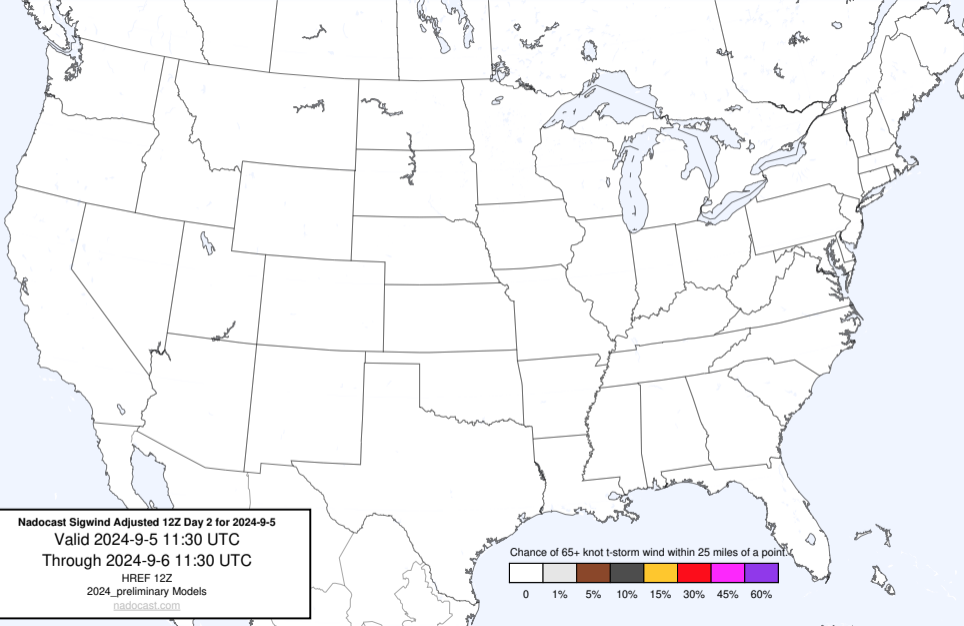 Nadocast Sigwind Adjusted 12Z Day 2 for 2024-9-5
Valid 2024-9-5 11:30 UTC
Through 2024-9-6 11:30 UTC
HREF 12Z
2024_preliminary Models
nadocast.com
Chance of 65+ knot t-storm wind within 25 miles of a point.
0 1% 5% 10% 15% 30% 45% 60%